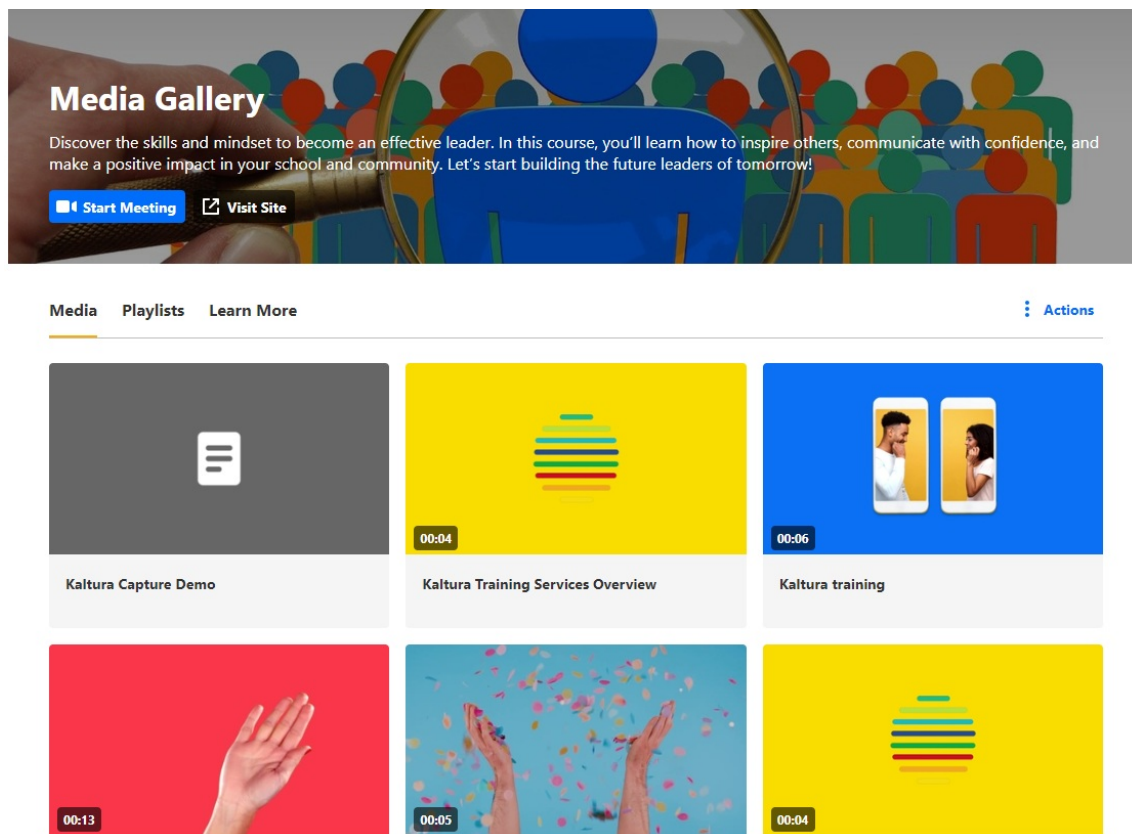 Media Gallery
Discover the skills and mindset to become an effective leader. In this course, you'll learn how to inspire others, communicate with confidence, and
make a positive impact in your school and community. Let's start building the future leaders of tomorrow!
Start Meeting Visit Site
Media Playlists Learn More Actions
00:04 00:06
Kaltura Capture Demo Kaltura Training Services Overview Kaltura training
00:13 00:05 00:04